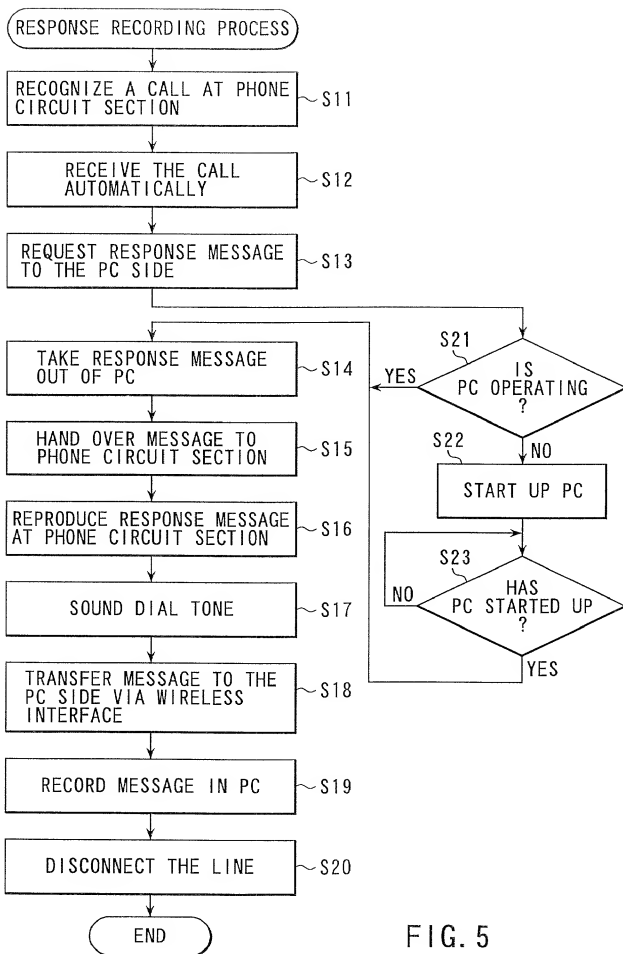 RESPONSE RECORDING PROCESS
RECOGNIZE A CALL AT PHONE
CIRCUIT SECTION
S11
RECEIVE THE CALL
AUTOMATICALLY
S12
REQUEST RESPONSE MESSAGE
TO THE PC SIDE
S13
S21
IS
PC OPERATING
?
YES
NO
S22
START UP PC
S23
HAS
PC STARTED UP
?
NO
YES
TAKE RESPONSE MESSAGE
OUT OF PC
S14
HAND OVER MESSAGE TO
PHONE CIRCUIT SECTION
S15
REPRODUCE RESPONSE MESSAGE
AT PHONE CIRCUIT SECTION
S16
SOUND DIAL TONE
S17
TRANSFER MESSAGE TO THE
PC SIDE VIA WIRELESS
INTERFACE
S18
RECORD MESSAGE IN PC
S19
DISCONNECT THE LINE
S20
END
FIG. 5